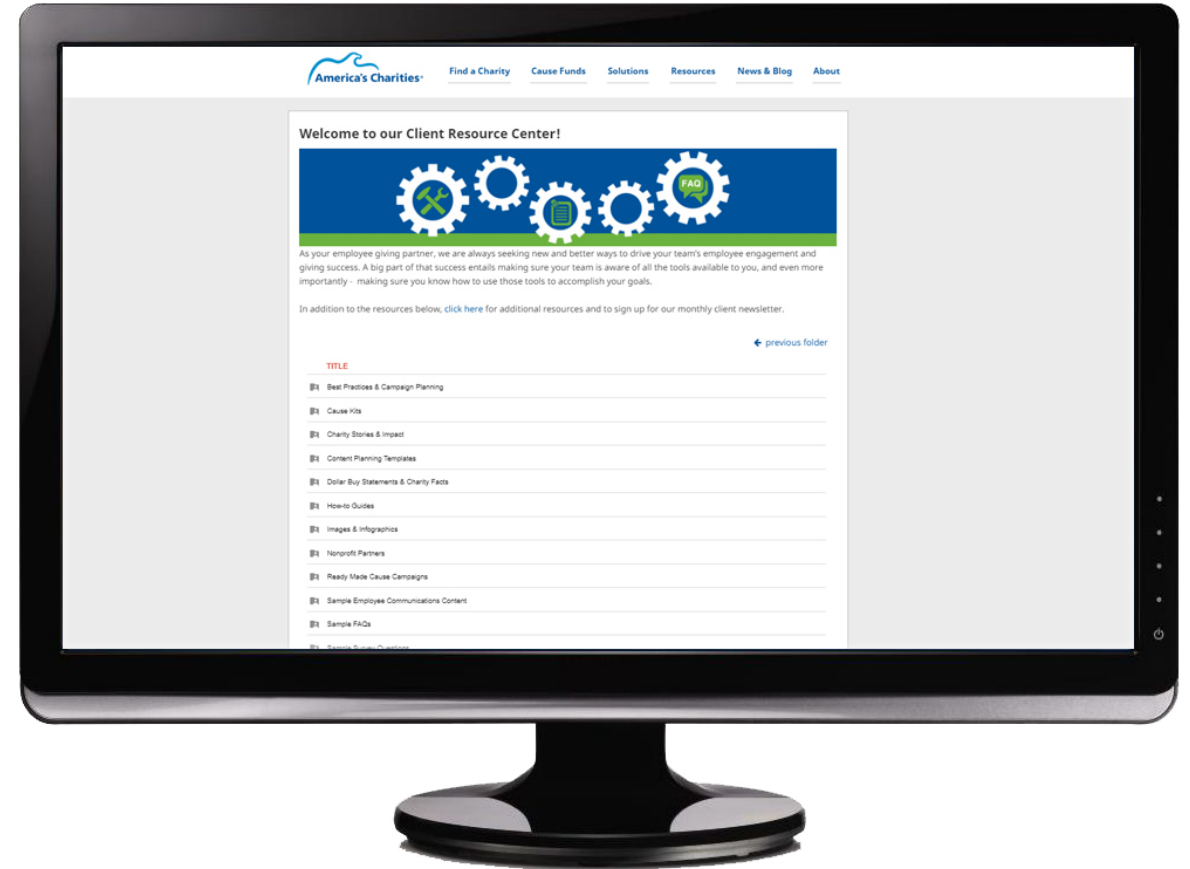 America's Charities
Find a Charity Cause Funds Solutions Resources News & Blog About
Welcome to our Client Resource Center!
FAQ
As your employee giving partner, we are always seeking new and better ways to drive your team's employee engagement and
giving success. A big part of that success entails making sure your team is aware of all the tools available to you, and even more
importantly - making sure you know how to use those tools to accomplish your goals.
In addition to the resources below, click here for additional resources and to sign up for our monthly client newsletter.
← previous folder
TITLE
Best Practices & Campaign Planning
Cause Kits
Charity Stories & Impact
Content Planning Templates
Dollar Buy Statements & Charity Facts
How-to Guides
Images & Infographics
Nonprofit Partners
Ready Made Cause Campaigns
Sample Employee Communications Content
Sample FAQs
Sample Survey Questions